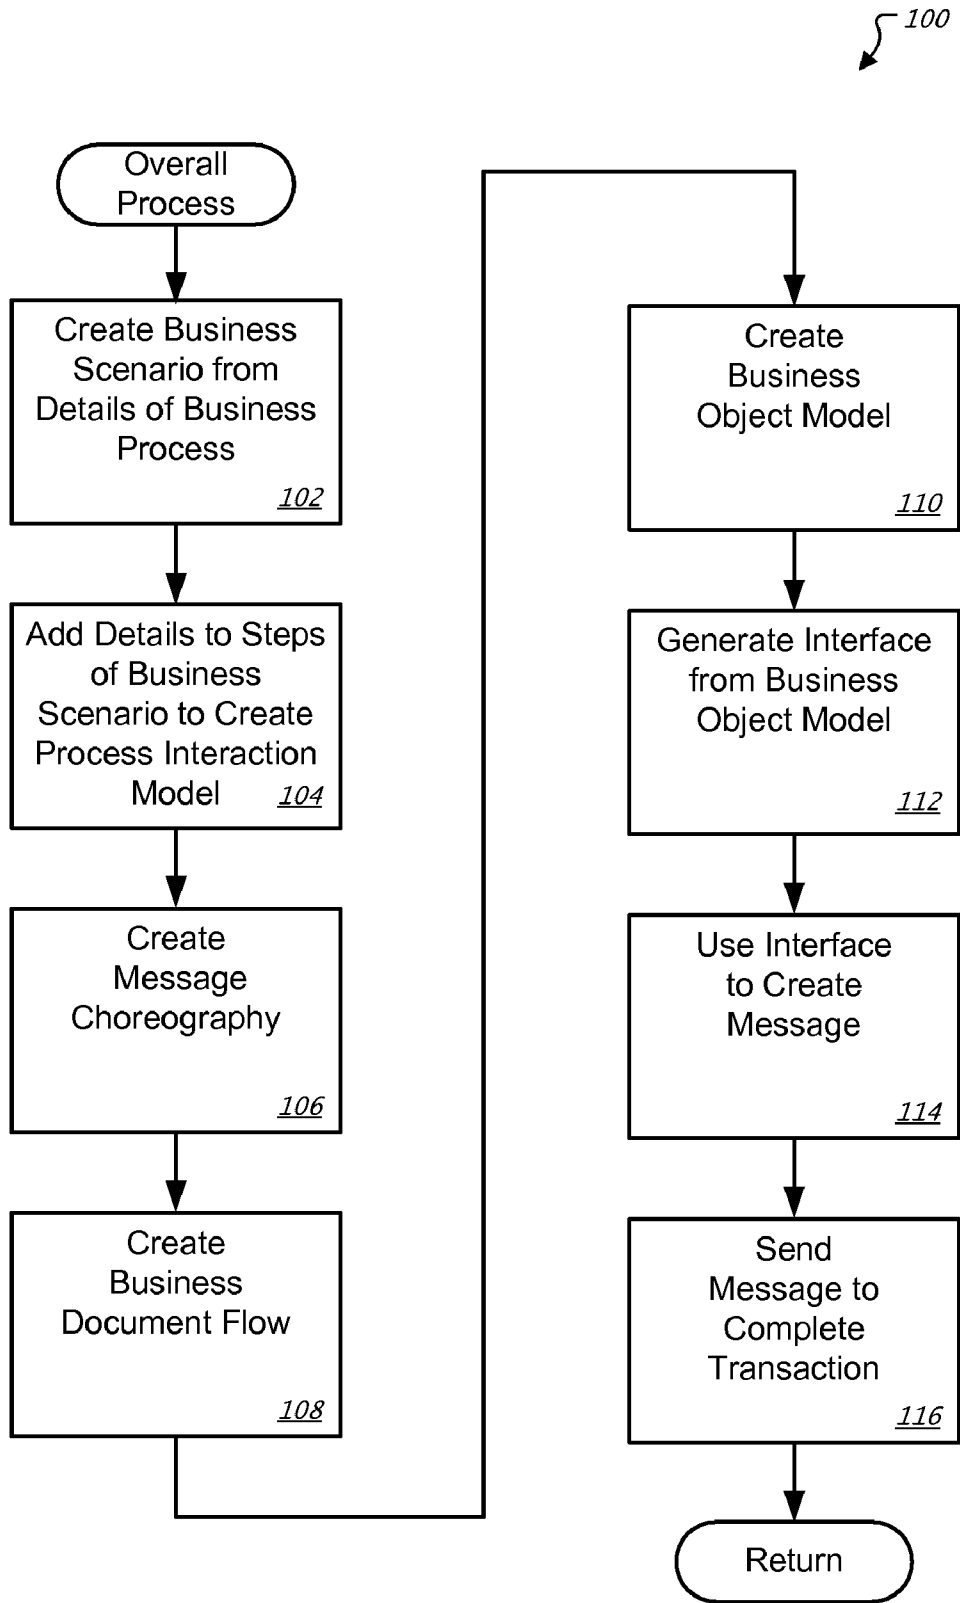 100
Overall
Process
Create Business
Scenario from
Details of Business
Process
102
Add Details to Steps
of Business
Scenario to Create
Process Interaction
Model
104
Create
Message
Choreography
106
Create
Business
Document Flow
108
Create
Business
Object Model
110
Generate Interface
from Business
Object Model
112
Use Interface
to Create
Message
114
Send
Message to
Complete
Transaction
116
Return